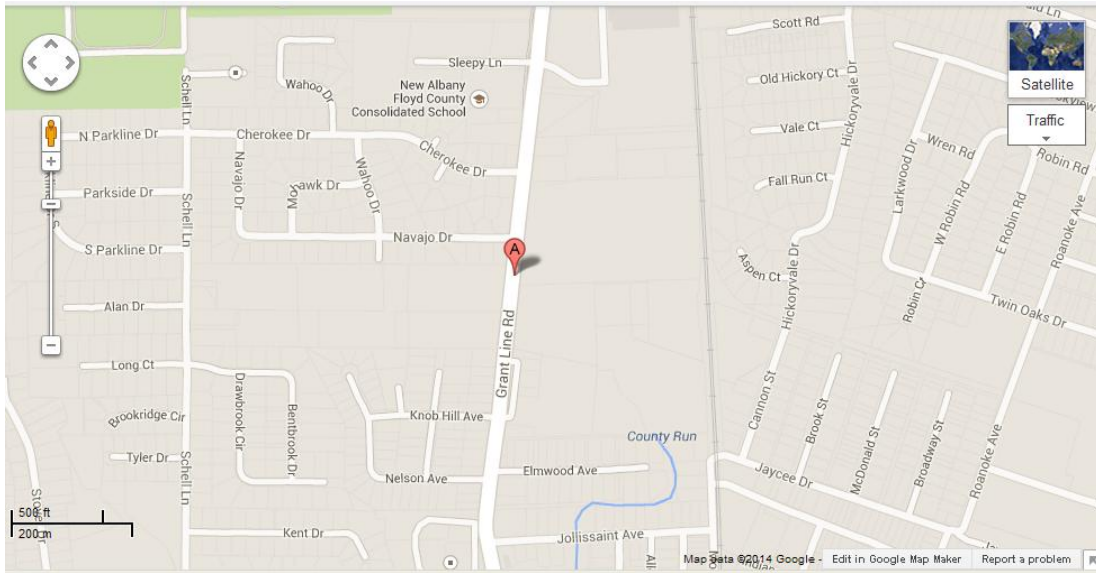 Scott Rd
Sleepy Ln
Satellite
Old Hickory Ct
Wahoo Dr
New Albany
Floyd County
Consolidated School
Schell Ln
Hickoryvale Dr
Traffic
Vale Ct
N Parkline Dr
Cherokee Dr
Cherokee Dr
Larkwood Dr
Wren Rd
Robin Rd
Navajo Dr
Wahoo Dr
Fall Run Ct
Parkside Dr
Schell Ln
W Robin Rd
E Robin Rd
Roanoke Ave
Navajo Dr
A
S Parkline Dr
Aspen Ct
Hickoryvale Dr
Robin Ct
Twin Oaks Dr
Alan Dr
Grant Line Rd
Long Ct
Drawbrook Cir
Bentbrook Dr
Brookridge Cir
Knob Hill Ave
Cannon St
Brook St
McDonald St
Broadway St
Roanoke Ave
County Run
Tyler Dr
Schell Ln
Nelson Ave
Elmwood Ave
Jaycee Dr
500 ft
200 m
Kent Dr
Jollissaint Ave
Map data ©2014 Google -
Edit in Google Map Maker
Report a problem